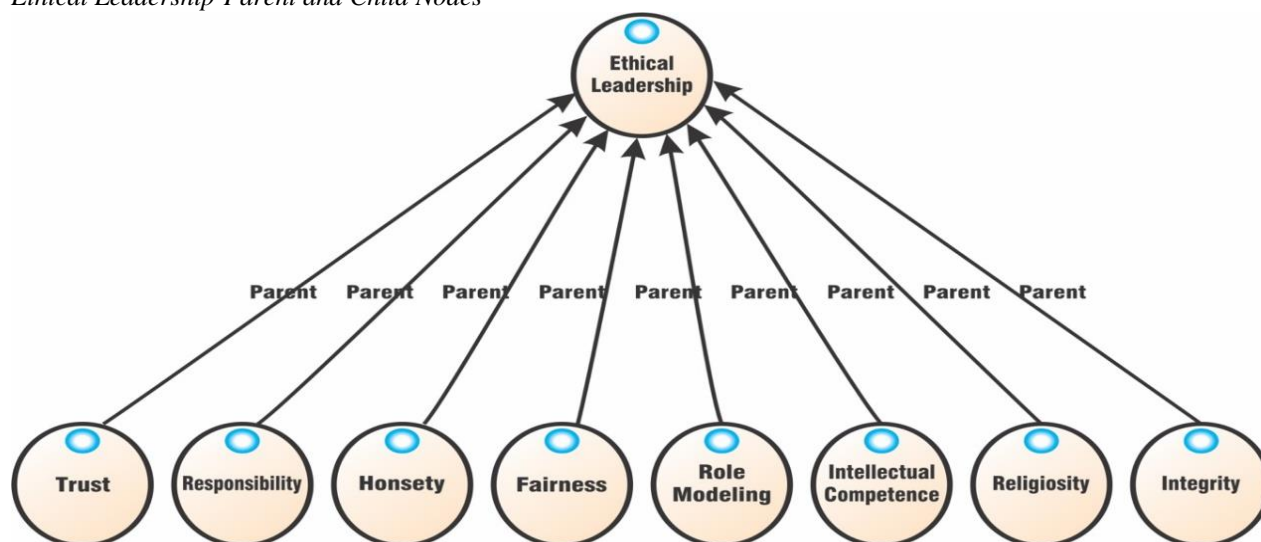 Ethical Leadership-Parent and Child Nodes
Ethical
Leadership
Parent Parent Parent Parent Parent Parent Parent Parent Parent
Trust
Responsibility
Honsety
Fairness
Role
Modeling
Intellectual
Competence
Religiosity
Integrity